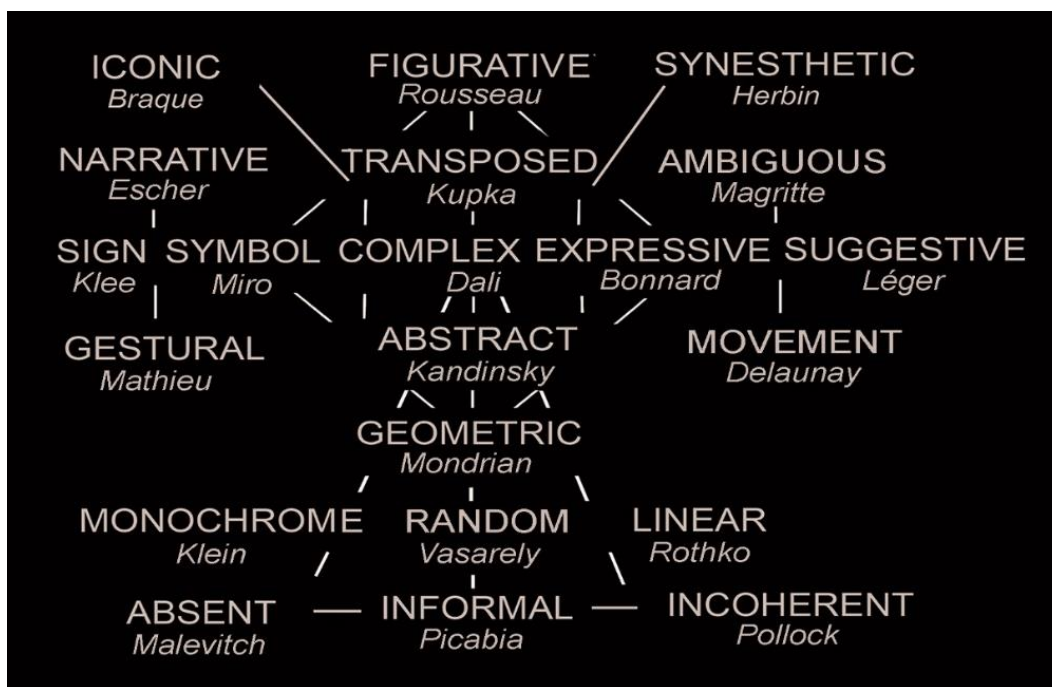 ICONIC FIGURATIVE SYNESTHETIC
Braque Rousseau Herbin
NARRATIVE TRANSPOSED AMBIGUOUS
Escher Kupka Magritte
SIGN SYMBOL COMPLEX EXPRESSIVE SUGGESTIVE
Klee Miro Dali Bonnard Léger
GESTURAL ABSTRACT MOVEMENT
Mathieu Kandinsky Delaunay
GEOMETRIC
Mondrian
MONOCHROME RANDOM LINEAR
Klein Vasarely Rothko
ABSENT INFORMAL INCOHERENT
Malevitch Picabia Pollock